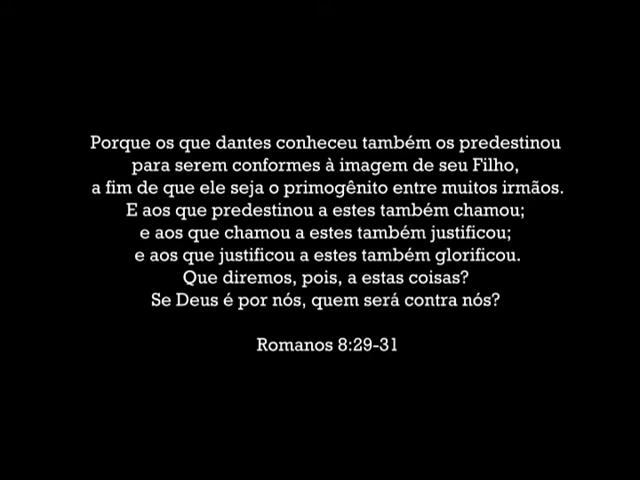 Porque os que dantes conheceu também os predestinou
para serem conformes à imagem de seu Filho,
a fim de que ele seja o primogênito entre muitos irmãos.
E aos que predestinou a estes também chamou;
e aos que chamou a estes também justificou;
e aos que justificou a estes também glorificou.
Que diremos, pois, a estas coisas?
Se Deus é por nós, quem será contra nós?
Romanos 8:29-31